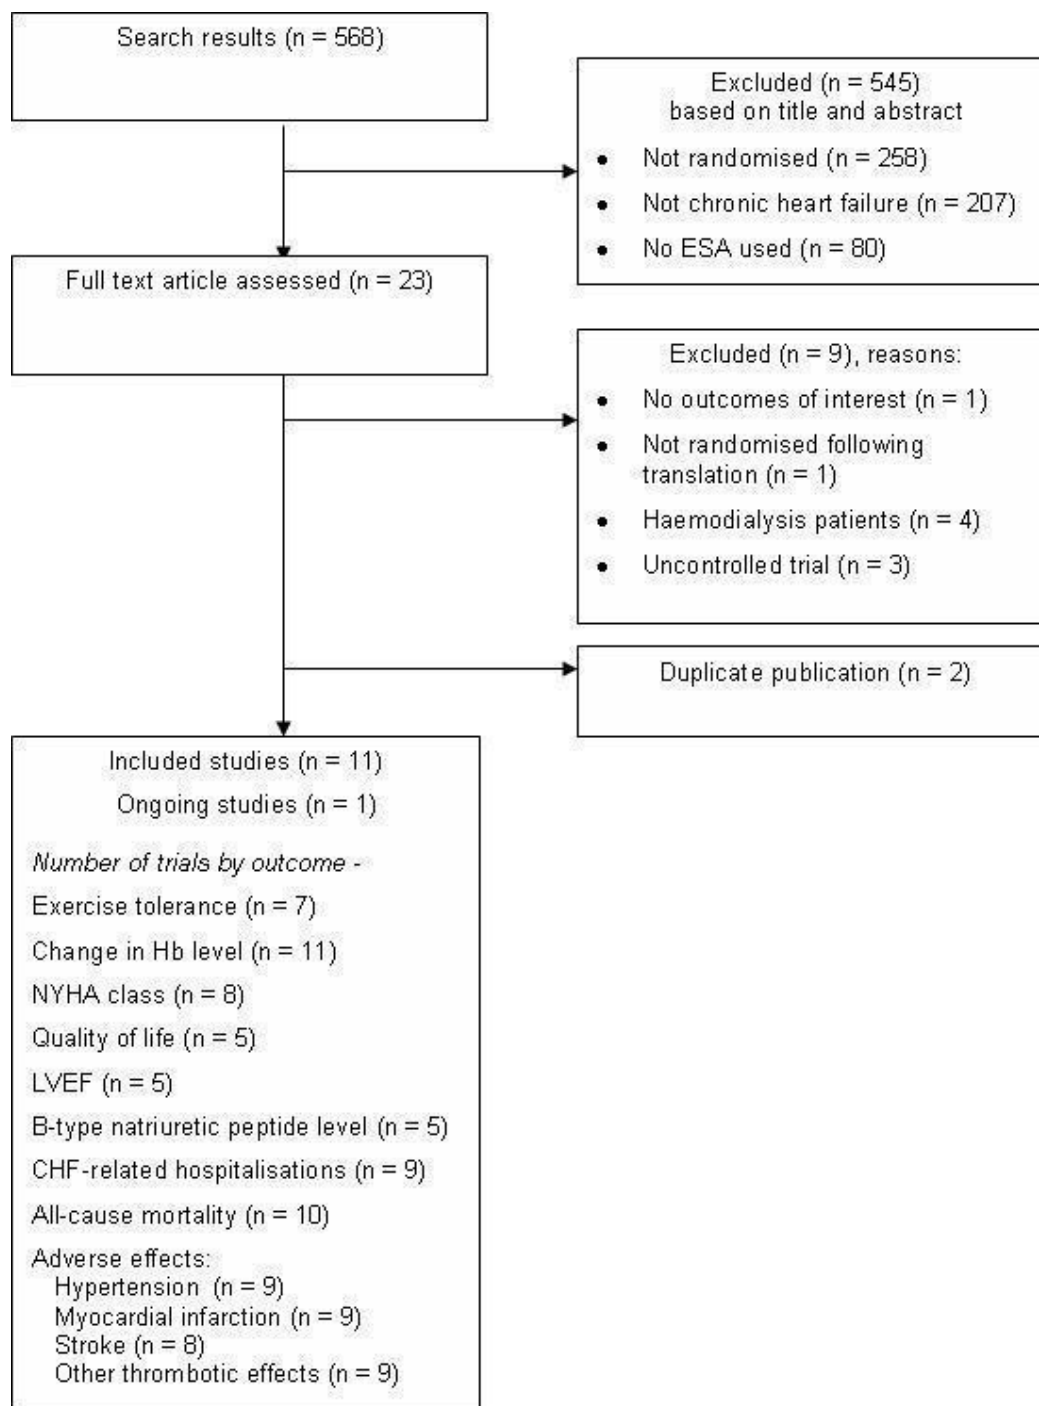 Search results (n = 568)
Excluded (n = 545)
based on title and abstract
• Not randomised (n = 258)
• Not chronic heart failure (n = 207)
• No ESA used (n = 80)
Full text article assessed (n = 23)
Excluded (n = 9), reasons:
• No outcomes of interest (n = 1)
• Not randomised following
translation (n = 1)
• Haemodialysis patients (n = 4)
• Uncontrolled trial (n = 3)
Duplicate publication (n = 2)
Included studies (n = 11)
Ongoing studies (n = 1)
Number of trials by outcome -
Exercise tolerance (n = 7)
Change in Hb level (n = 11)
NYHA class (n = 8)
Quality of life (n = 5)
LVEF (n = 5)
B-type natriuretic peptide level (n = 5)
CHF-related hospitalisations (n = 9)
All-cause mortality (n = 10)
Adverse effects:
Hypertension (n = 9)
Myocardial infarction (n = 9)
Stroke (n = 8)
Other thrombotic effects (n = 9)